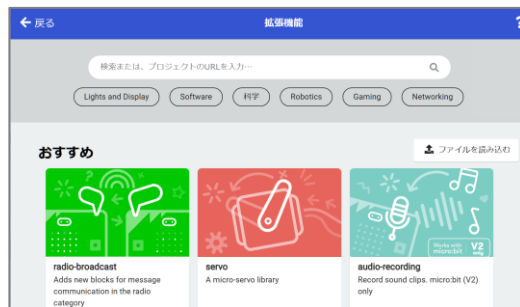 戻る
拡張機能
?
検索または、プロジェクトのURLを入力…
Lights and Display
Software
科学
Robotics
Gaming
Networking
おすすめ
ファイルを読み込む
Works with
micro:bit
V2
only
radio-broadcast
Adds new blocks for message
communication in the radio
category
servo
A micro-servo library
audio-recording
Record sound clips. micro:bit (V2)
only